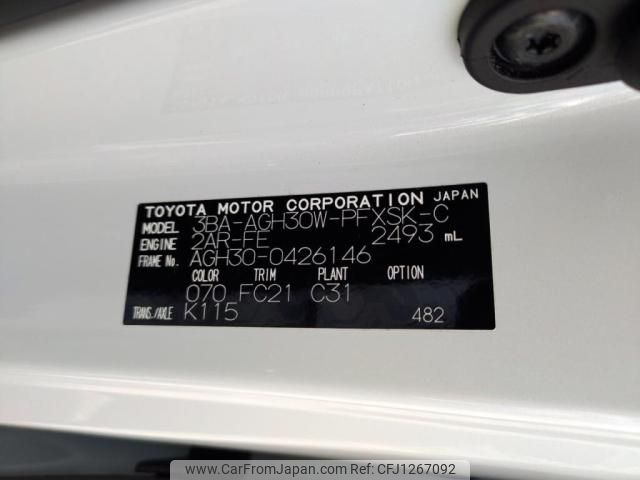 TOYOTA MOTOR CORPORATION JAPAN
MODEL 3BA-AGH30W-PFXSK-C
ENGINE 2AR-FE 2493 mL
FRAME No. AGH30-0426146
COLOR TRIM PLANT OPTION
070 FC21 C31
TRANS./AXLE K115 482
www.CarFromJapan.com | REF No: CFJ1267092